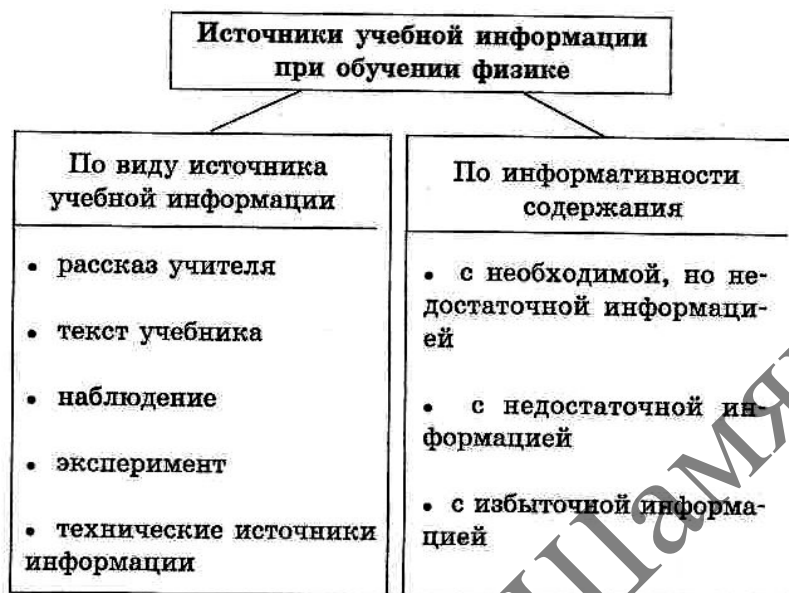 Источники учебной информации
при обучении физике
По виду источника
учебной информации
• рассказ учителя
• текст учебника
• наблюдение
• эксперимент
• технические источники
информации
По информативности
содержания
• с необходимой, но не-
достаточной информаци-
ей
• с недостаточной ин-
формацией
• с избыточной информа-
цией